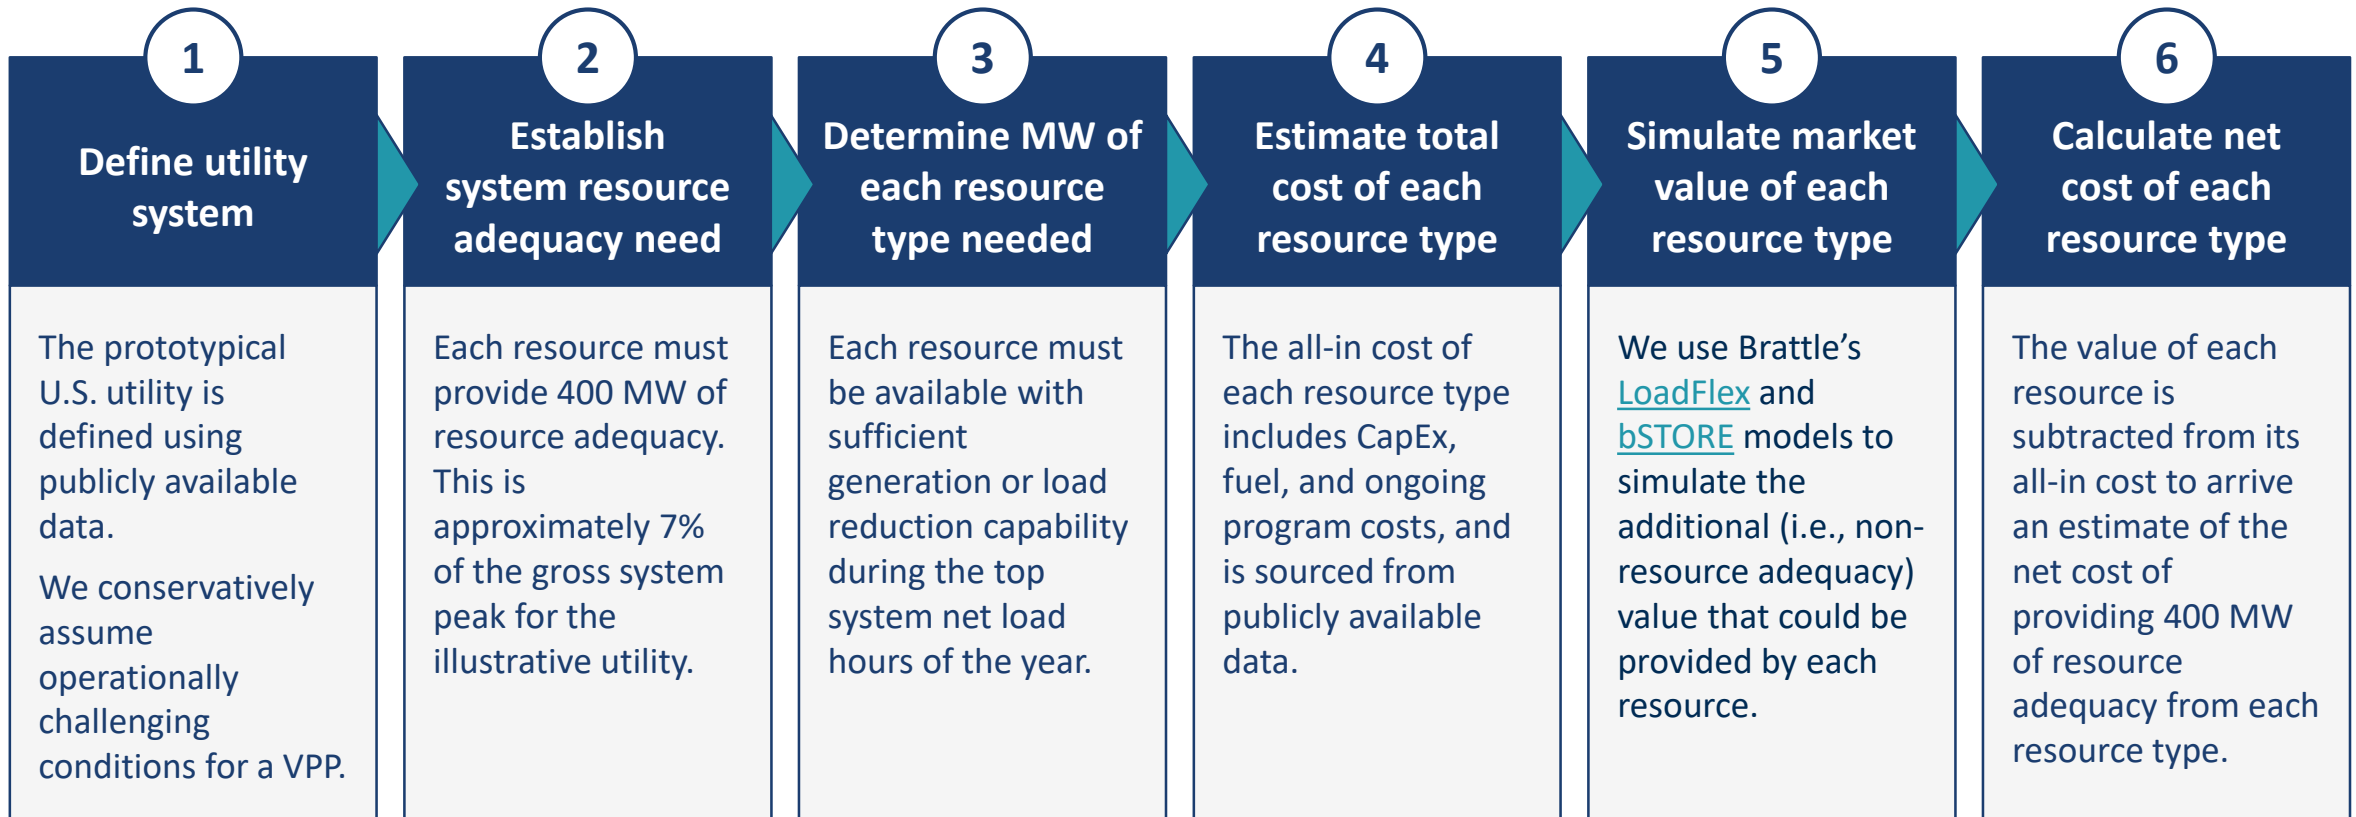 1
Define utility
system
The prototypical
U.S. utility is
defined using
publicly available
data.
We conservatively
assume
operationally
challenging
conditions for a VPP.
2
Establish
system resource
adequacy need
Each resource must
provide 400 MW of
resource adequacy.
This is
approximately 7%
of the gross system
peak for the
illustrative utility.
3
Determine MW of
each resource
type needed
Each resource must
be available with
sufficient
generation or load
reduction capability
during the top
system net load
hours of the year.
4
Estimate total
cost of each
resource type
The all-in cost of
each resource type
includes CapEx,
fuel, and ongoing
program costs, and
is sourced from
publicly available
data.
5
Simulate market
value of each
resource type
We use Brattle’s
LoadFlex and
bSTORE models to
simulate the
additional (i.e., non-
resource adequacy)
value that could be
provided by each
resource.
6
Calculate net
cost of each
resource type
The value of each
resource is
subtracted from its
all-in cost to arrive
an estimate of the
net cost of
providing 400 MW
of resource
adequacy from each
resource type.